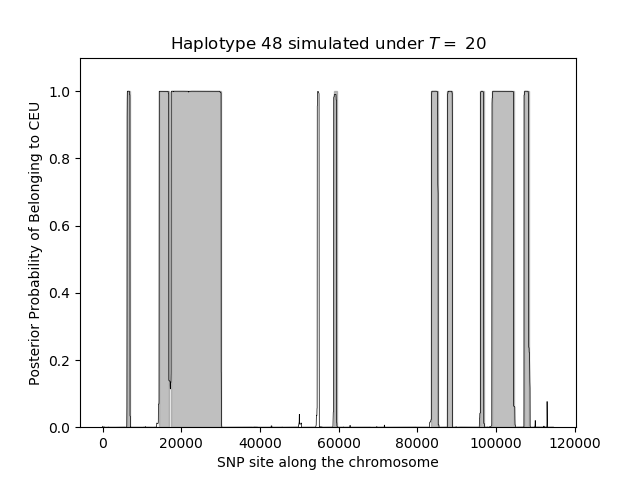 Haplotype 48 simulated under T = 20
Posterior Probability of Belonging to CEU
1.0
0.8
0.6
0.4
0.2
0.0
0 20000 40000 60000 80000 100000 120000
SNP site along the chromosome